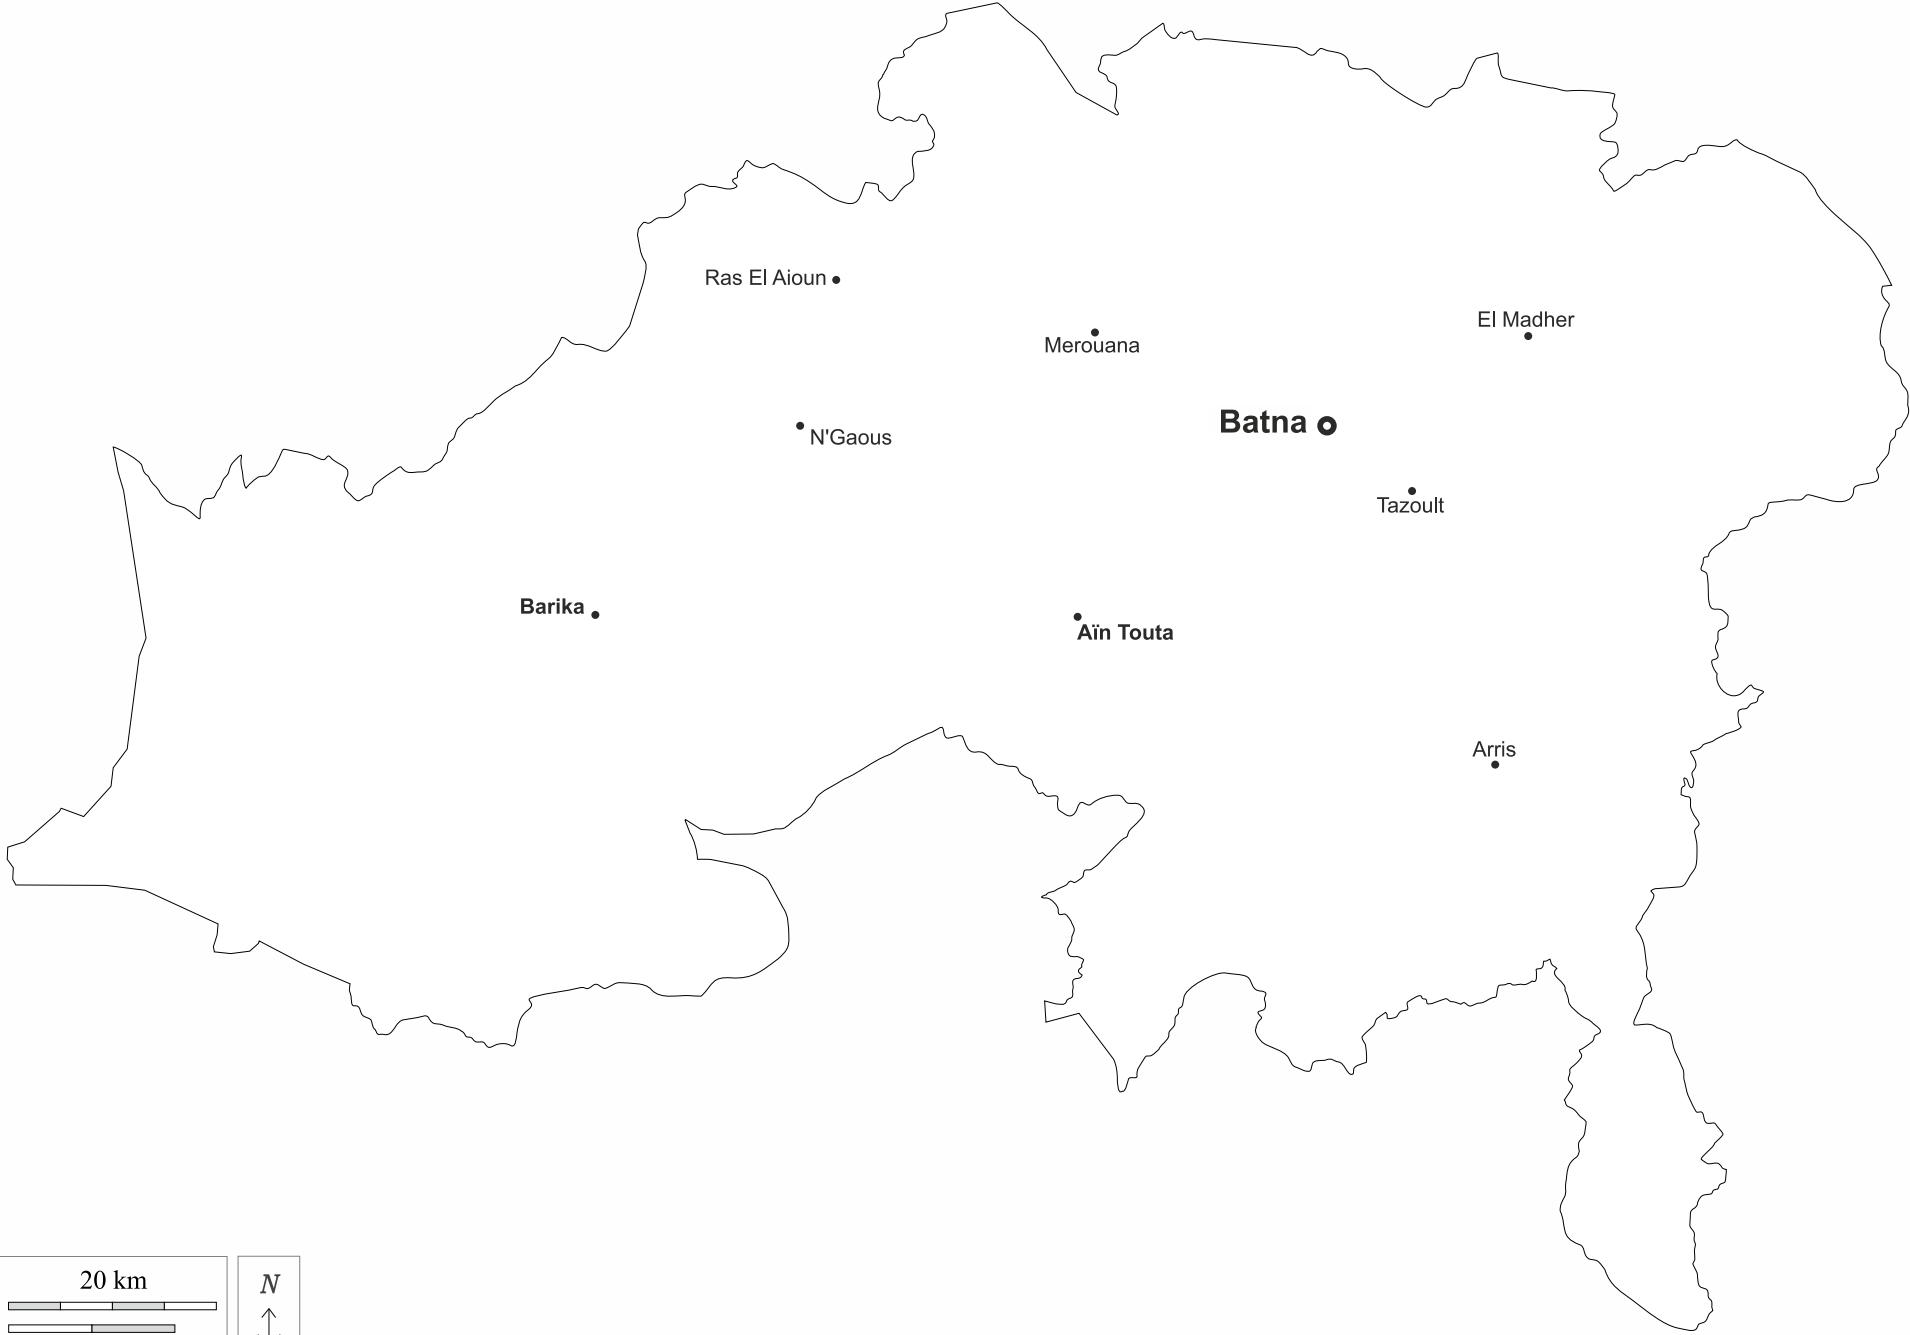 Ras El Aioun
El Madher
Merouana
Batna
N'Gaous
Tazoult
Barika
Aïn Touta
Arris
20 km
N